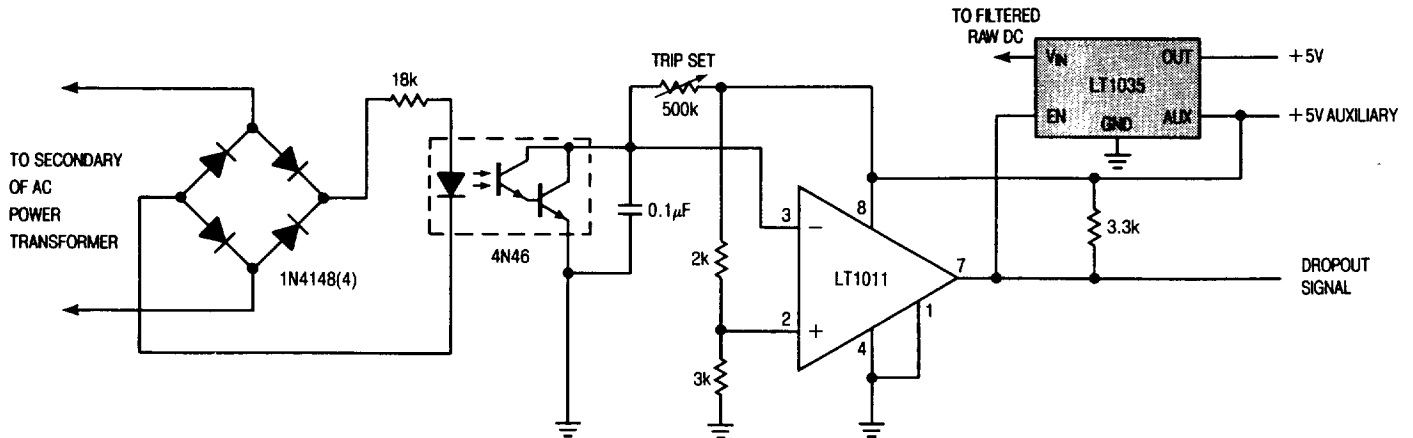 TO FILTERED
RAW DC
VIN
OUT
LT1035
EN
AUX
GND
+5V
+5V AUXILIARY
TRIP SET
500k
18k
TO SECONDARY
OF AC
POWER
TRANSFORMER
1N4148(4)
4N46
0.1μF
2k
3k
3
2
8
LT1011
7
1
4
3.3k
DROPOUT
SIGNAL
−
+